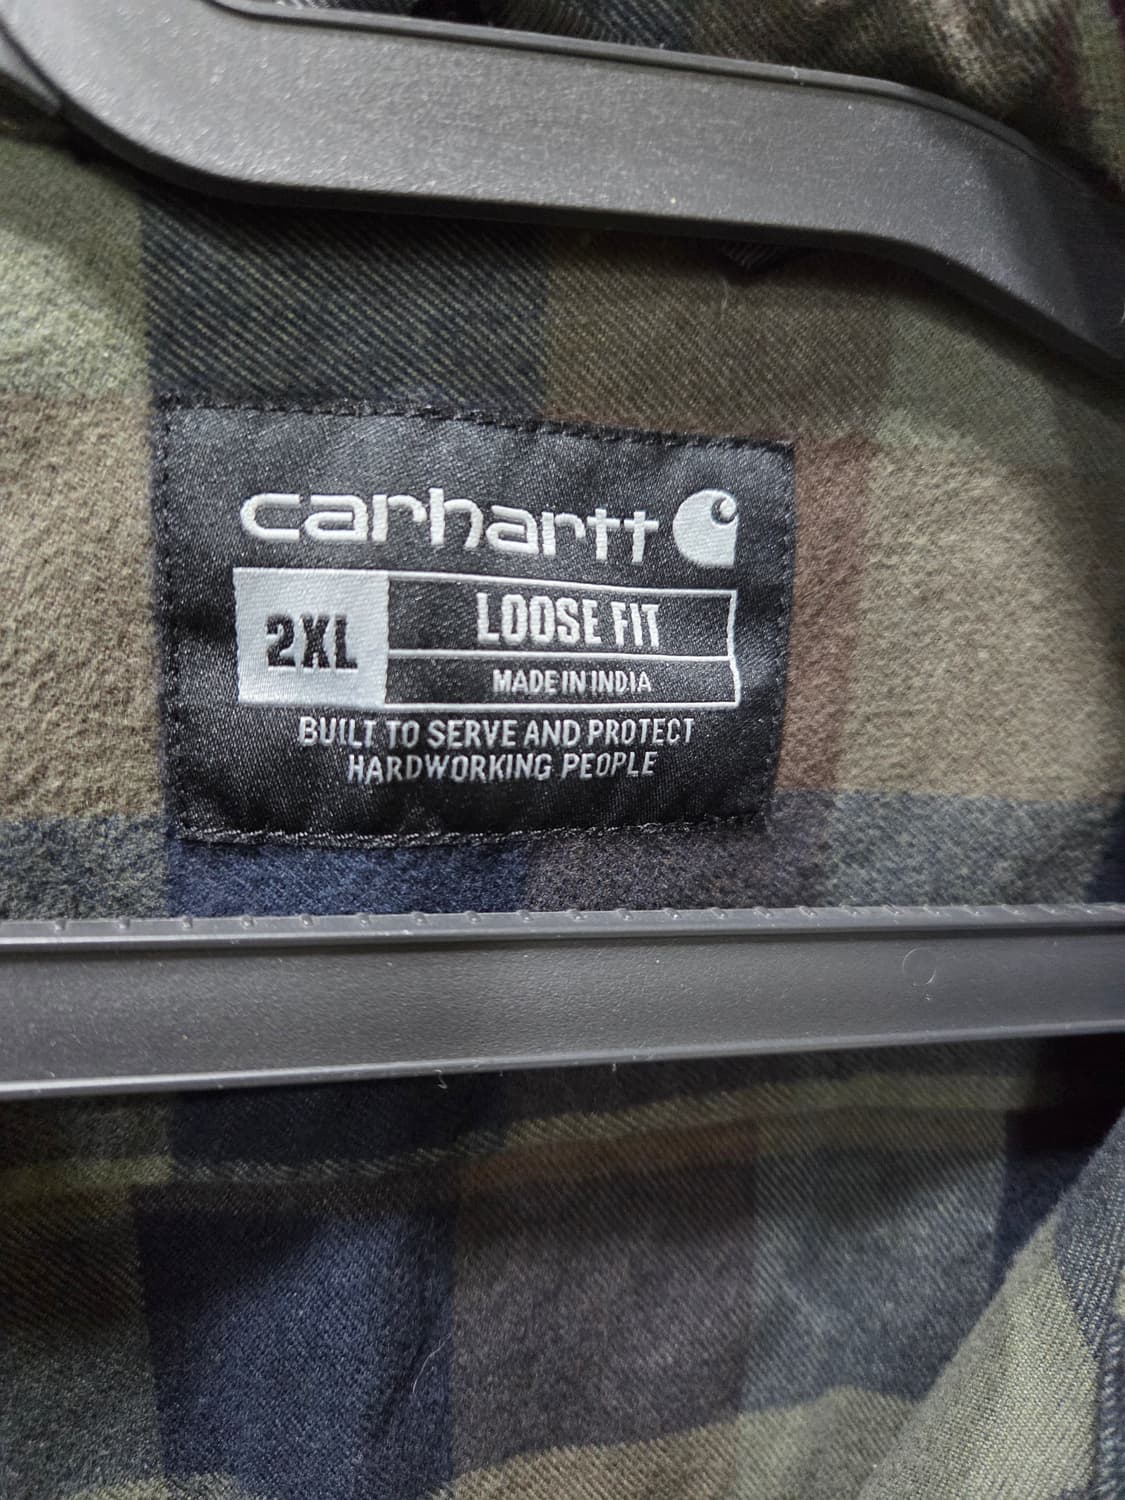 carhartt
2XL
LOOSE FIT
MADE IN INDIA
BUILT TO SERVE AND PROTECT
HARDWORKING PEOPLE